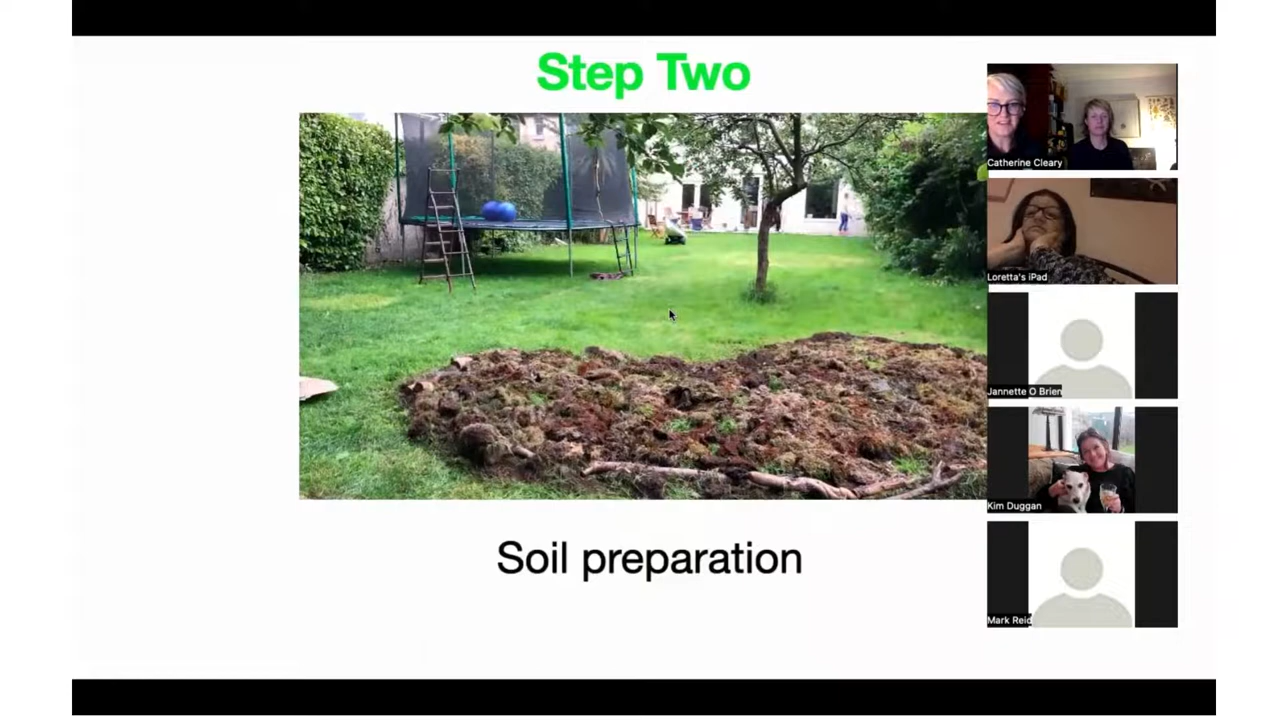 Step Two
Catherine Cleary
Loretta's iPad
Jannette O Brien
Kim Duggan
Mark Reid
Soil preparation